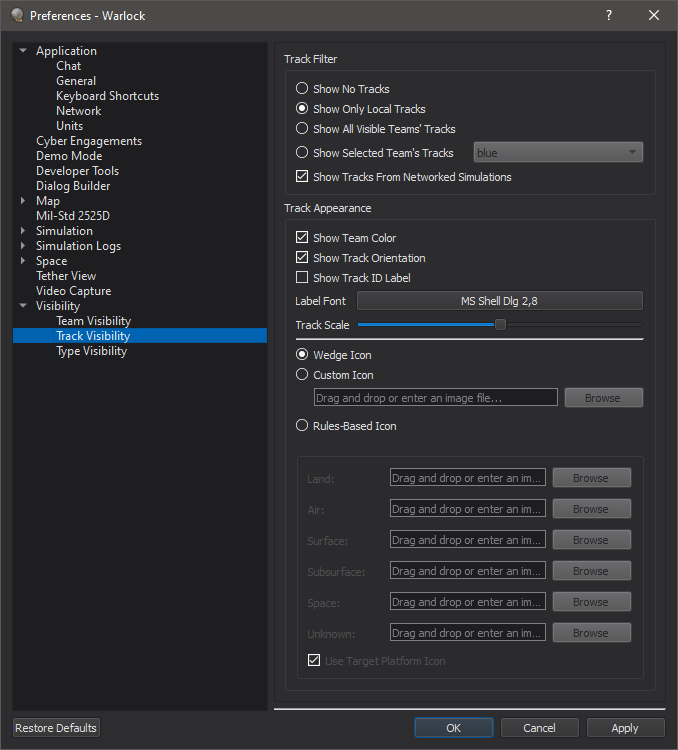 Preferences - Warlock
?
Application
Chat
General
Keyboard Shortcuts
Network
Units
Cyber Engagements
Demo Mode
Developer Tools
Dialog Builder
Map
Mil-Std 2525D
Simulation
Simulation Logs
Space
Tether View
Video Capture
Visibility
Team Visibility
Track Visibility
Type Visibility
Track Filter
Show No Tracks
Show Only Local Tracks
Show All Visible Teams' Tracks
Show Selected Team's Tracks blue
Show Tracks From Networked Simulations
Track Appearance
Show Team Color
Show Track Orientation
Show Track ID Label
Label Font MS Shell Dlg 2,8
Track Scale
Wedge Icon
Custom Icon
Drag and drop or enter an image file... Browse
Rules-Based Icon
Land: Drag and drop or enter an im... Browse
Air: Drag and drop or enter an im... Browse
Surface: Drag and drop or enter an im... Browse
Subsurface: Drag and drop or enter an im... Browse
Space: Drag and drop or enter an im... Browse
Unknown: Drag and drop or enter an im... Browse
Use Target Platform Icon
Restore Defaults OK Cancel Apply